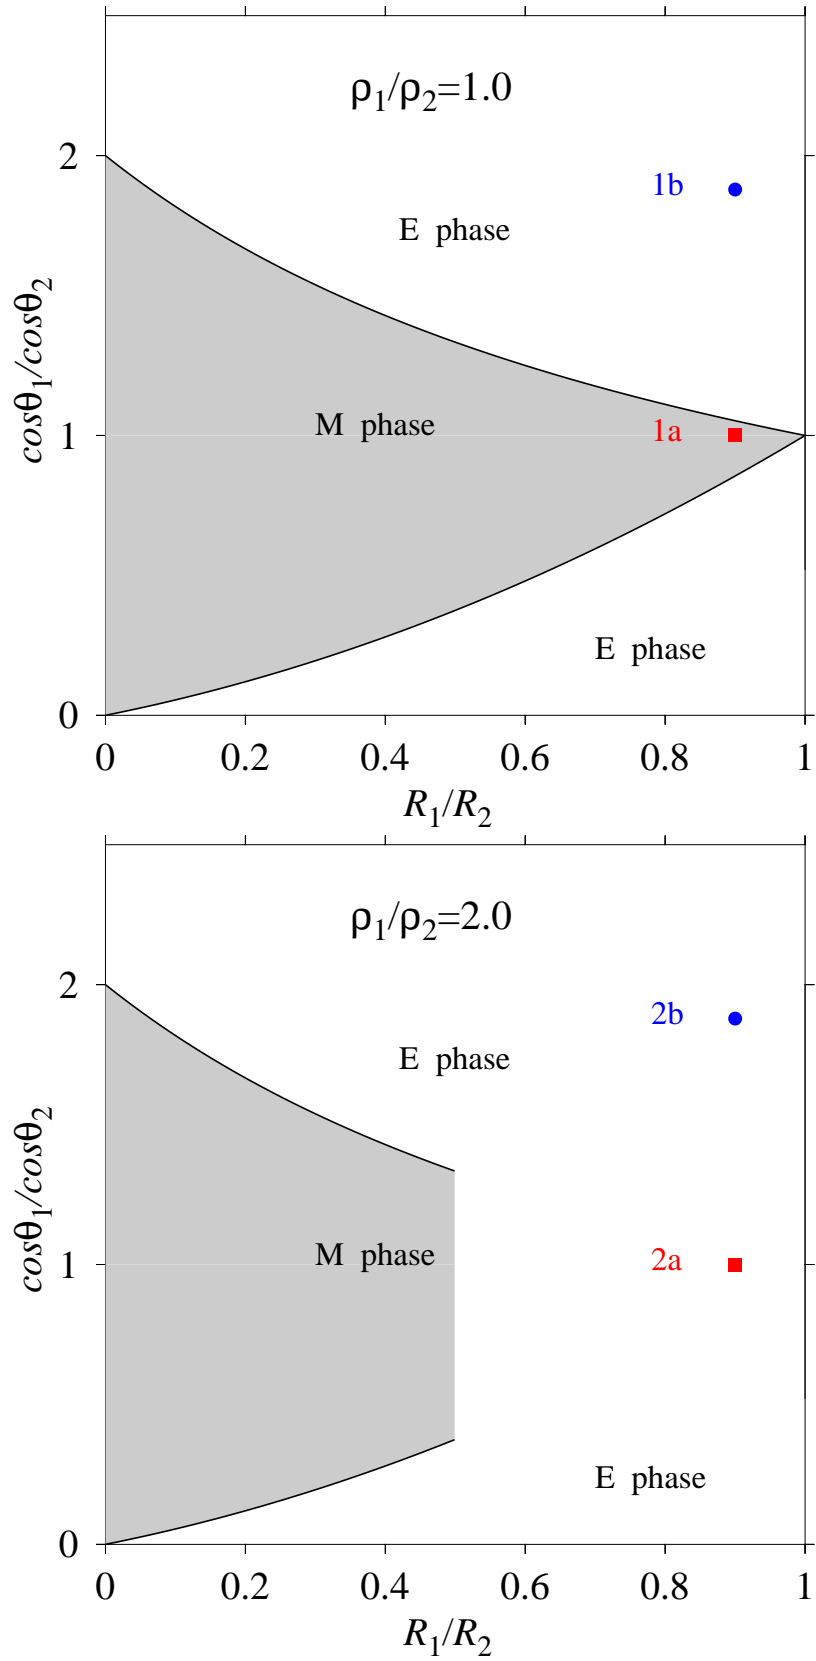 ρ1/ρ2=1.0
2
1b
E phase
cosθ1/cosθ2
M phase
1
1a
E phase
0
0 0.2 0.4 0.6 0.8 1
R1/R2
ρ1/ρ2=2.0
2
2b
E phase
cosθ1/cosθ2
M phase
1
2a
E phase
0
0 0.2 0.4 0.6 0.8 1
R1/R2